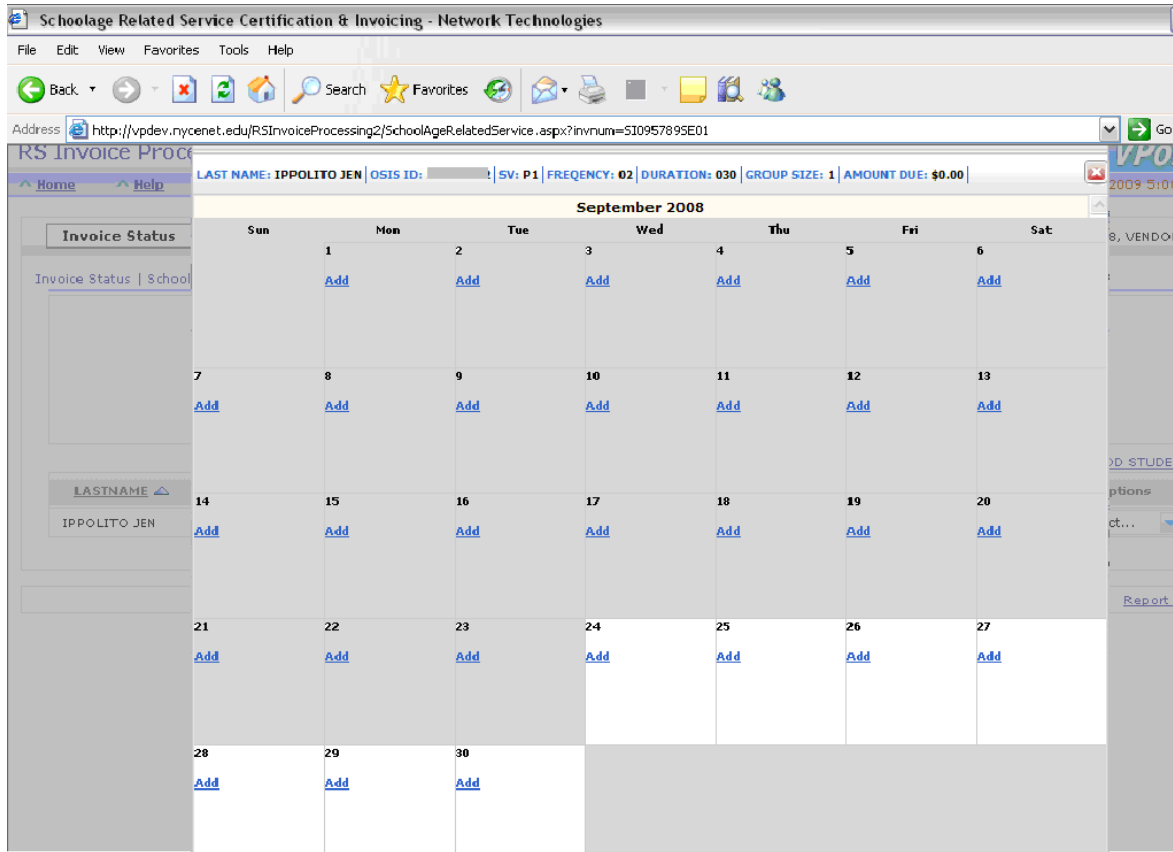 Schoolage Related Service Certification & Invoicing - Network Technologies
File Edit View Favorites Tools Help
Back Search Favorites
Address http://vpdev.nycenet.edu/RSInvoiceProcessing2/SchoolAgeRelatedService.aspx?invnum=SI095789SE01 Go
RS Invoice Proce VPO
LAST NAME: IPPOLITO JEN OSIS ID: SV: P1 FREQENCY: 02 DURATION: 030 GROUP SIZE: 1 AMOUNT DUE: $0.00
Home Help 2009 5:0
September 2008
Invoice Status 8, VENDO
Sun Mon Tue Wed Thu Fri Sat
1 2 3 4 5 6
Invoice Status | School
Add Add Add Add Add Add
7 8 9 10 11 12 13
Add Add Add Add Add Add Add
OD STUDE
LASTNAME ptions
14 15 16 17 18 19 20
IPPOLITO JEN ct...
Add Add Add Add Add Add Add
Report
21 22 23 24 25 26 27
Add Add Add Add Add Add Add
28 29 30
Add Add Add